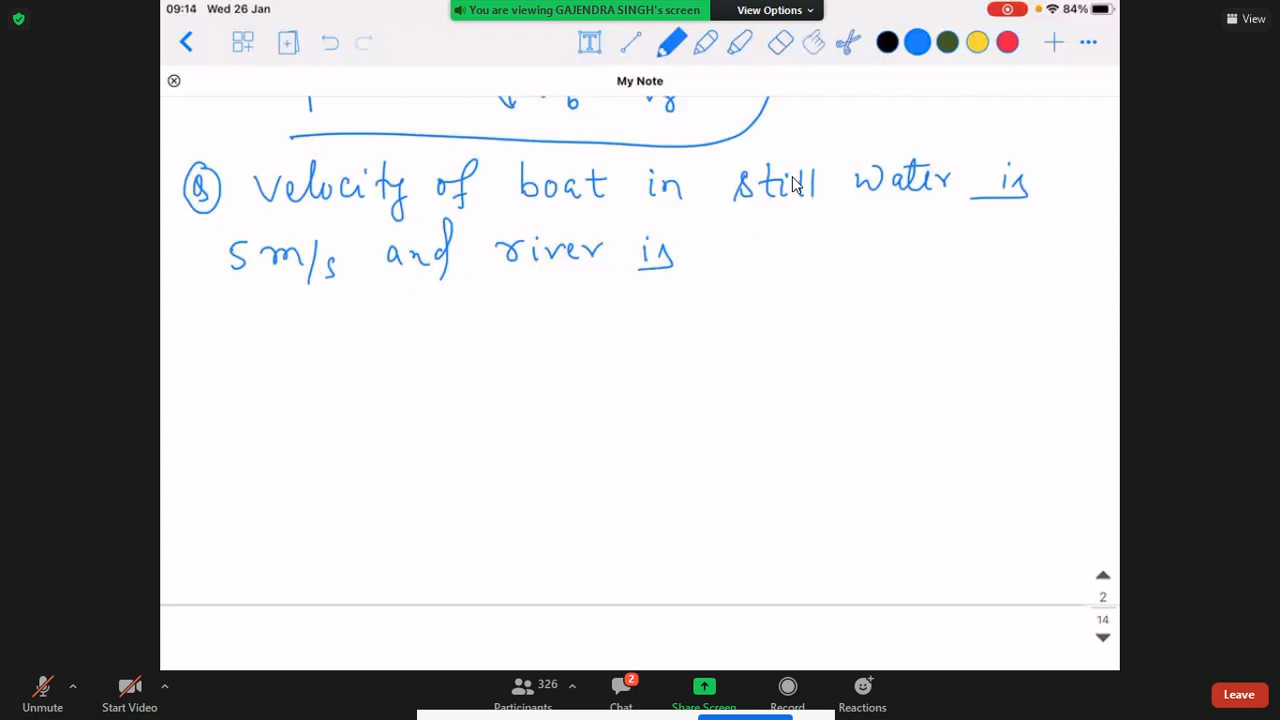 09:14 Wed 26 Jan
You are viewing GAJENDRA SINGH's screen
View Options
84%
View
My Note
Q velocity of boat in still water is
5 m/s and river is
2
14
Unmute
Start Video
326
Participants
2
Chat
Share Screen
Record
Reactions
Leave